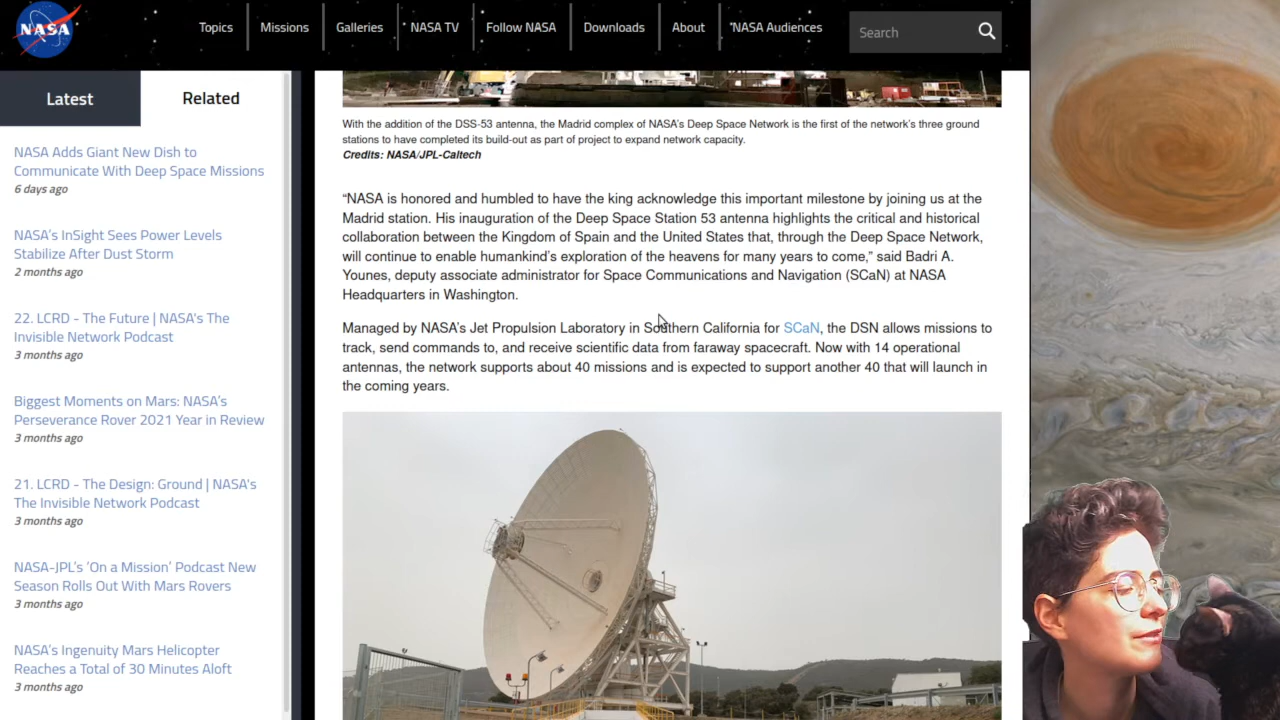 NASA
Topics
Missions
Galleries
NASA TV
Follow NASA
Downloads
About
NASA Audiences
Search
Latest
Related
NASA Adds Giant New Dish to
Communicate With Deep Space Missions
6 days ago
NASA's InSight Sees Power Levels
Stabilize After Dust Storm
2 months ago
22. LCRD - The Future | NASA's The
Invisible Network Podcast
3 months ago
Biggest Moments on Mars: NASA's
Perseverance Rover 2021 Year in Review
3 months ago
21. LCRD - The Design: Ground | NASA's
The Invisible Network Podcast
3 months ago
NASA-JPL's 'On a Mission' Podcast New
Season Rolls Out With Mars Rovers
3 months ago
NASA's Ingenuity Mars Helicopter
Reaches a Total of 30 Minutes Aloft
3 months ago
With the addition of the DSS-53 antenna, the Madrid complex of NASA's Deep Space Network is the first of the network's three ground
stations to have completed its build-out as part of project to expand network capacity.
Credits: NASA/JPL-Caltech
“NASA is honored and humbled to have the king acknowledge this important milestone by joining us at the
Madrid station. His inauguration of the Deep Space Station 53 antenna highlights the critical and historical
collaboration between the Kingdom of Spain and the United States that, through the Deep Space Network,
will continue to enable humankind's exploration of the heavens for many years to come,” said Badri A.
Younes, deputy associate administrator for Space Communications and Navigation (SCaN) at NASA
Headquarters in Washington.
Managed by NASA's Jet Propulsion Laboratory in Southern California for SCaN, the DSN allows missions to
track, send commands to, and receive scientific data from faraway spacecraft. Now with 14 operational
antennas, the network supports about 40 missions and is expected to support another 40 that will launch in
the coming years.